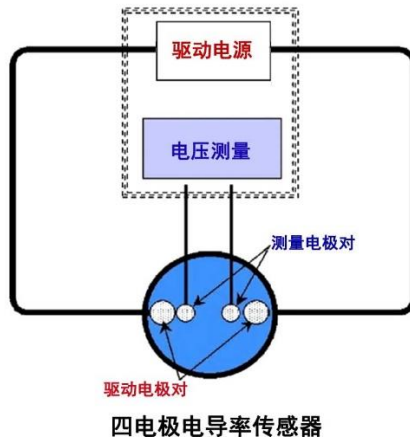 驱动电源
电压测量
测量电极对
驱动电极对
四电极电导率传感器